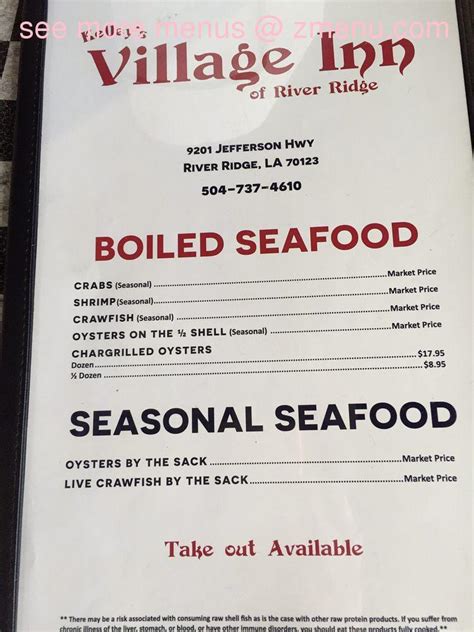 see more menus @ zmenu.com
Kelley's
Village Inn
of River Ridge
9201 Jefferson Hwy
River Ridge, LA 70123
504-737-4610
BOILED SEAFOOD
CRABS (Seasonal) Market Price
SHRIMP(Seasonal) Market Price
CRAWFISH (Seasonal) Market Price
OYSTERS ON THE ½ SHELL (Seasonal) Market Price
CHARGRILLED OYSTERS
Dozen $17.95
½ Dozen $8.95
SEASONAL SEAFOOD
OYSTERS BY THE SACK Market Price
LIVE CRAWFISH BY THE SACK Market Price
Take out Available
** There may be a risk associated with consuming raw shell fish as is the case with other raw protein products. If you suffer from
chronic illness of the liver, stomach, or blood, or have other immune disorders, you should eat these products fully cooked.**